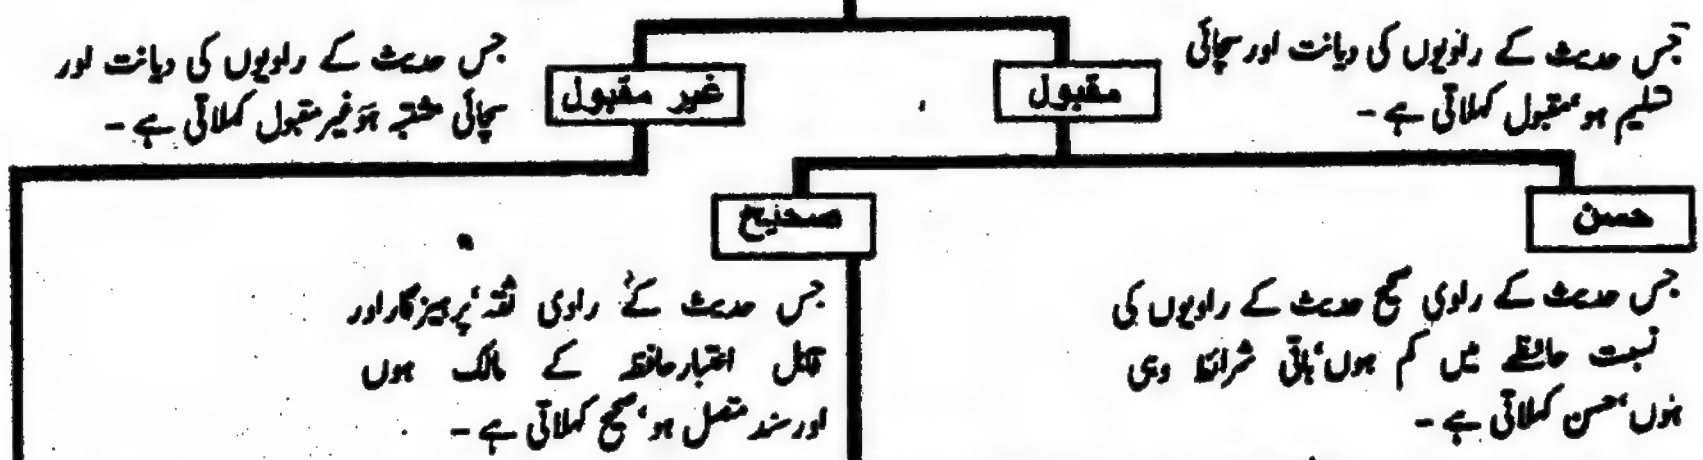 جس حدیث کے راویوں کی دیانت اور سچائی
تسلیم ہو‘ مقبول کہلاتی ہے -
مقبول
غیر مقبول
جس حدیث کے راویوں کی دیانت اور
سچائی مشتبہ ہو‘ غیر مقبول کہلاتی ہے -
حسن
جس حدیث کے راوی صحیح حدیث کے راویوں کی
نسبت حافظے میں کم ہوں‘ باقی شرائط وہی
ہوں‘ حسن کہلاتی ہے -
صحیح
جس حدیث کے راوی ثقہ‘ پرہیزگار اور
قابل اعتبار حافظہ کے مالک ہوں
اور سند متصل ہو‘ صحیح کہلاتی ہے -